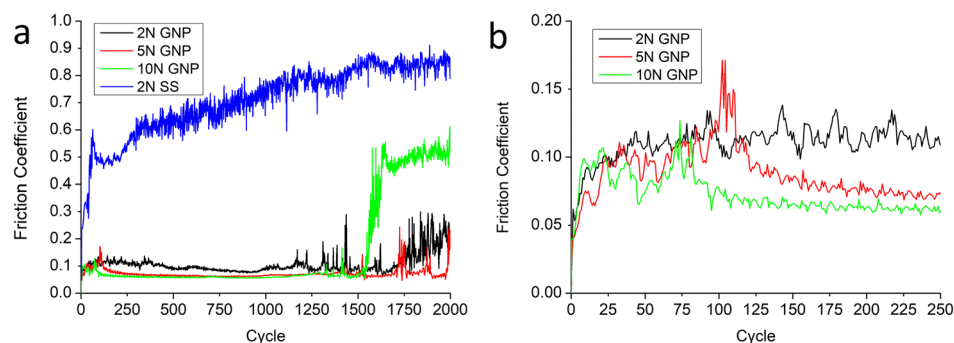 a
1.0
0.9
0.8
0.7
0.6
0.5
0.4
0.3
0.2
0.1
0.0
Friction Coefficient
2N GNP
5N GNP
10N GNP
2N SS
0 250 500 750 1000 1250 1500 1750 2000
Cycle
b
0.20
0.15
0.10
0.05
0.00
Friction Coefficient
2N GNP
5N GNP
10N GNP
0 25 50 75 100 125 150 175 200 225 250
Cycle